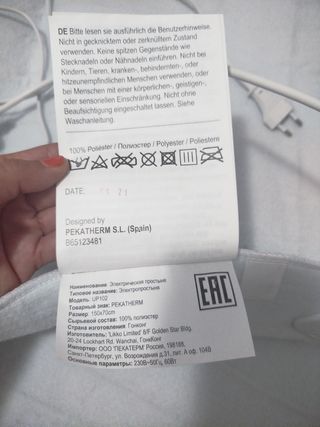 DE Bitte lesen sie ausführlich die Benutzerhinweise.
Nicht in geknicktem oder zerknülltem Zustand
verwenden. Keine spitzen Gegenstände wie
Stecknadeln oder Nähnadeln einführen. Nicht bei
Kindern, Tieren, kranken-, behinderten-, oder
hitzeunempfindlichen Personen verwenden, oder
bei Menschen mit einer körperlichen-, geistigen-,
oder sensoriellen Einschränkung. Nicht ohne
Beaufsichtigung eingeschaltet lassen. Siehe
Waschanleitung.
100% Poliéster / Полиэстер / Polyester / Poliestere
DATE: 21
Designed by
PEKATHERM S.L. (Spain)
B65123481
Наименование: Электрическая простыня
Типовое название: Электропростыня
Модель: UP102
Товарный знак: PEKATHERM
Размер: 150x70cm
Сырьевой состав: 100% полиэстер
Страна изготовления: Гонконг
Изготовитель: 'Likko Limited' 8/F Golden Star Bldg.
20-24 Lockhart Rd, Wanchai, ГонкКонг
Импортер: ООО "ПЕКАТЕРМ" Россия, 198188,
Санкт-Петербург, ул. Возрождения д.31, лит. А оф. 104В
Основные параметры: 230В~50Гц, 60Вт
EAC